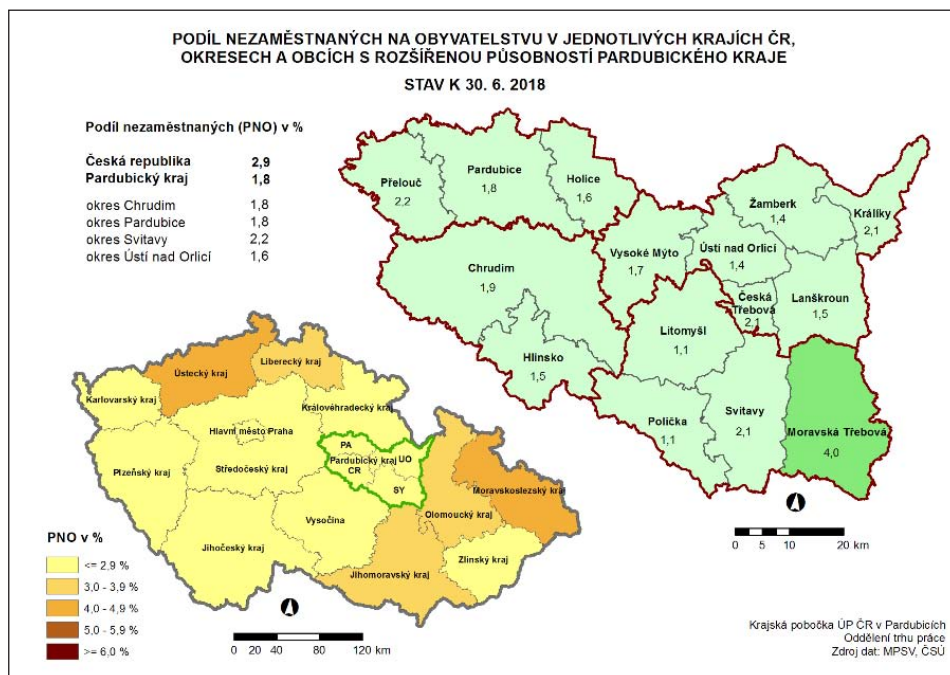 PODÍL NEZAMĚSTNANÝCH NA OBYVATELSTVU V JEDNOTLIVÝCH KRAJÍCH ČR,
OKRESECH A OBCÍCH S ROZŠÍŘENOU PŮSOBNOSTÍ PARDUBICKÉHO KRAJE
STAV K 30. 6. 2018
Podíl nezaměstnaných (PNO) v %
Česká republika 2,9
Pardubický kraj 1,8
okres Chrudim 1,8
okres Pardubice 1,8
okres Svitavy 2,2
okres Ústí nad Orlicí 1,6
Přelouč
2,2
Pardubice
1,8
Holice
1,6
Žamberk
1,4
Králíky
2,1
Vysoké Mýto
1,7
Ústí nad Orlicí
1,4
Chrudim
1,9
Česká
Třebová
2,1
Lanškroun
1,5
Litomyšl
1,1
Hlinsko
1,5
Polička
1,1
Svitavy
2,1
Moravská Třebová
4,0
0 5 10 20 km
Ústecký kraj
Liberecký kraj
Karlovarský kraj
Královéhradecký kraj
Hlavní město Praha
PA
UO
Pardubický kraj
CR
SY
Plzeňský kraj
Středočeský kraj
Moravskoslezský kraj
Olomoucký kraj
Vysočina
Jihočeský kraj
Zlínský kraj
Jihomoravský kraj
PNO v %
<= 2,9 %
3,0 - 3,9 %
4,0 - 4,9 %
5,0 - 5,9 %
>= 6,0 %
0 20 40 80 120 km
Krajská pobočka ÚP ČR v Pardubicích
Oddělení trhu práce
Zdroj dat: MPSV, ČSÚ